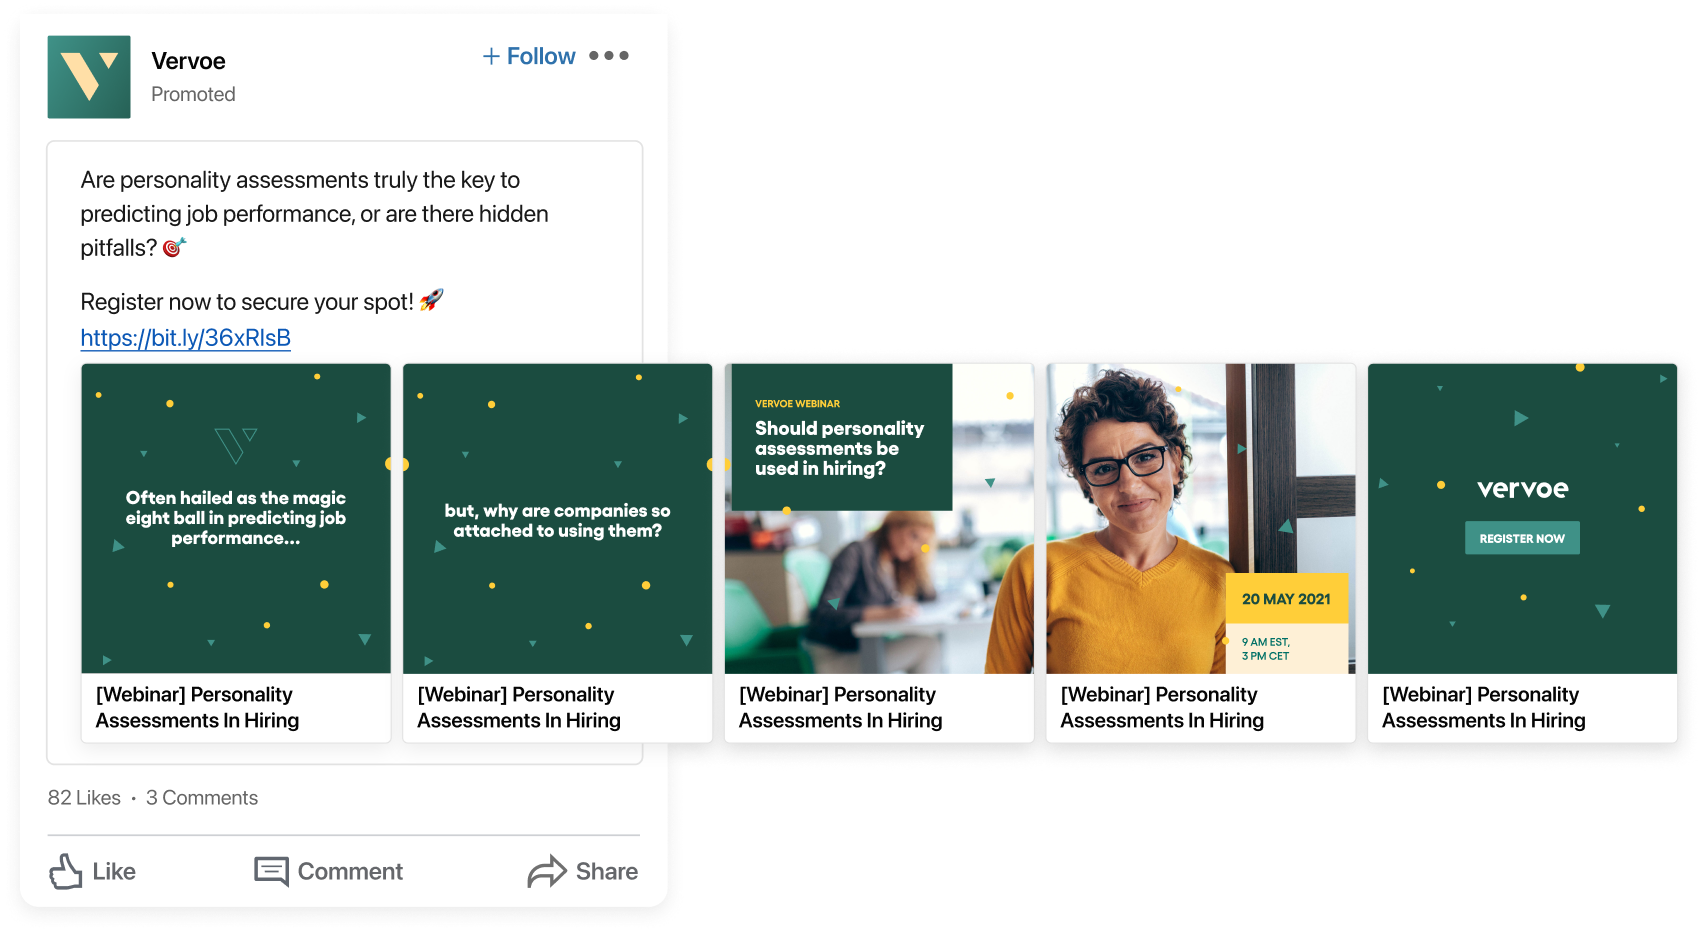 Vervoe
Promoted
+ Follow
Are personality assessments truly the key to
predicting job performance, or are there hidden
pitfalls? 🎯
Register now to secure your spot! 🚀
https://bit.ly/36xRlsB
Often hailed as the magic
eight ball in predicting job
performance...
[Webinar] Personality
Assessments In Hiring
but, why are companies so
attached to using them?
[Webinar] Personality
Assessments In Hiring
VERVOE WEBINAR
Should personality
assessments be
used in hiring?
[Webinar] Personality
Assessments In Hiring
20 MAY 2021
9 AM EST,
3 PM CET
[Webinar] Personality
Assessments In Hiring
vervoe
REGISTER NOW
[Webinar] Personality
Assessments In Hiring
82 Likes · 3 Comments
Like
Comment
Share